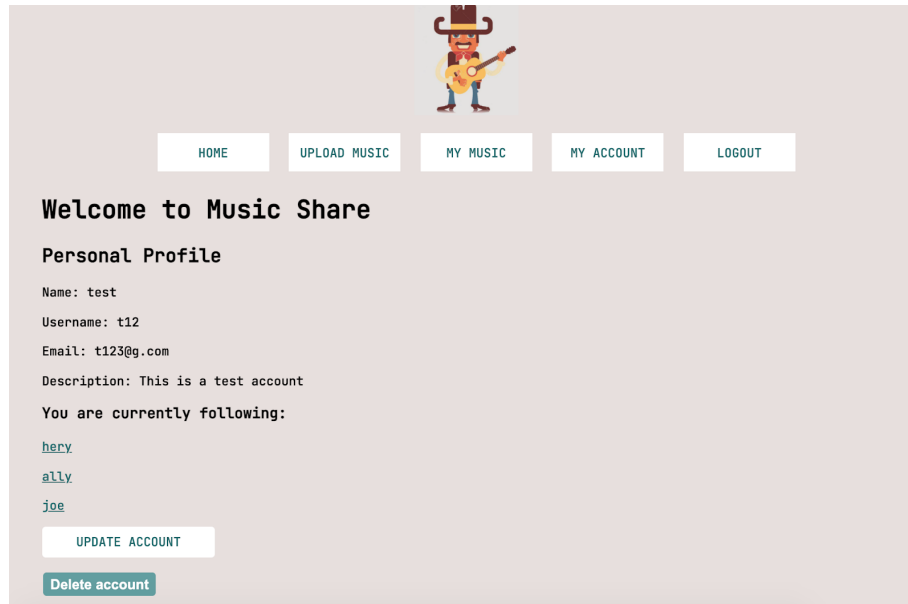 HOME UPLOAD MUSIC MY MUSIC MY ACCOUNT LOGOUT
Welcome to Music Share
Personal Profile
Name: test
Username: t12
Email: t123@g.com
Description: This is a test account
You are currently following:
hery
ally
joe
UPDATE ACCOUNT
Delete account